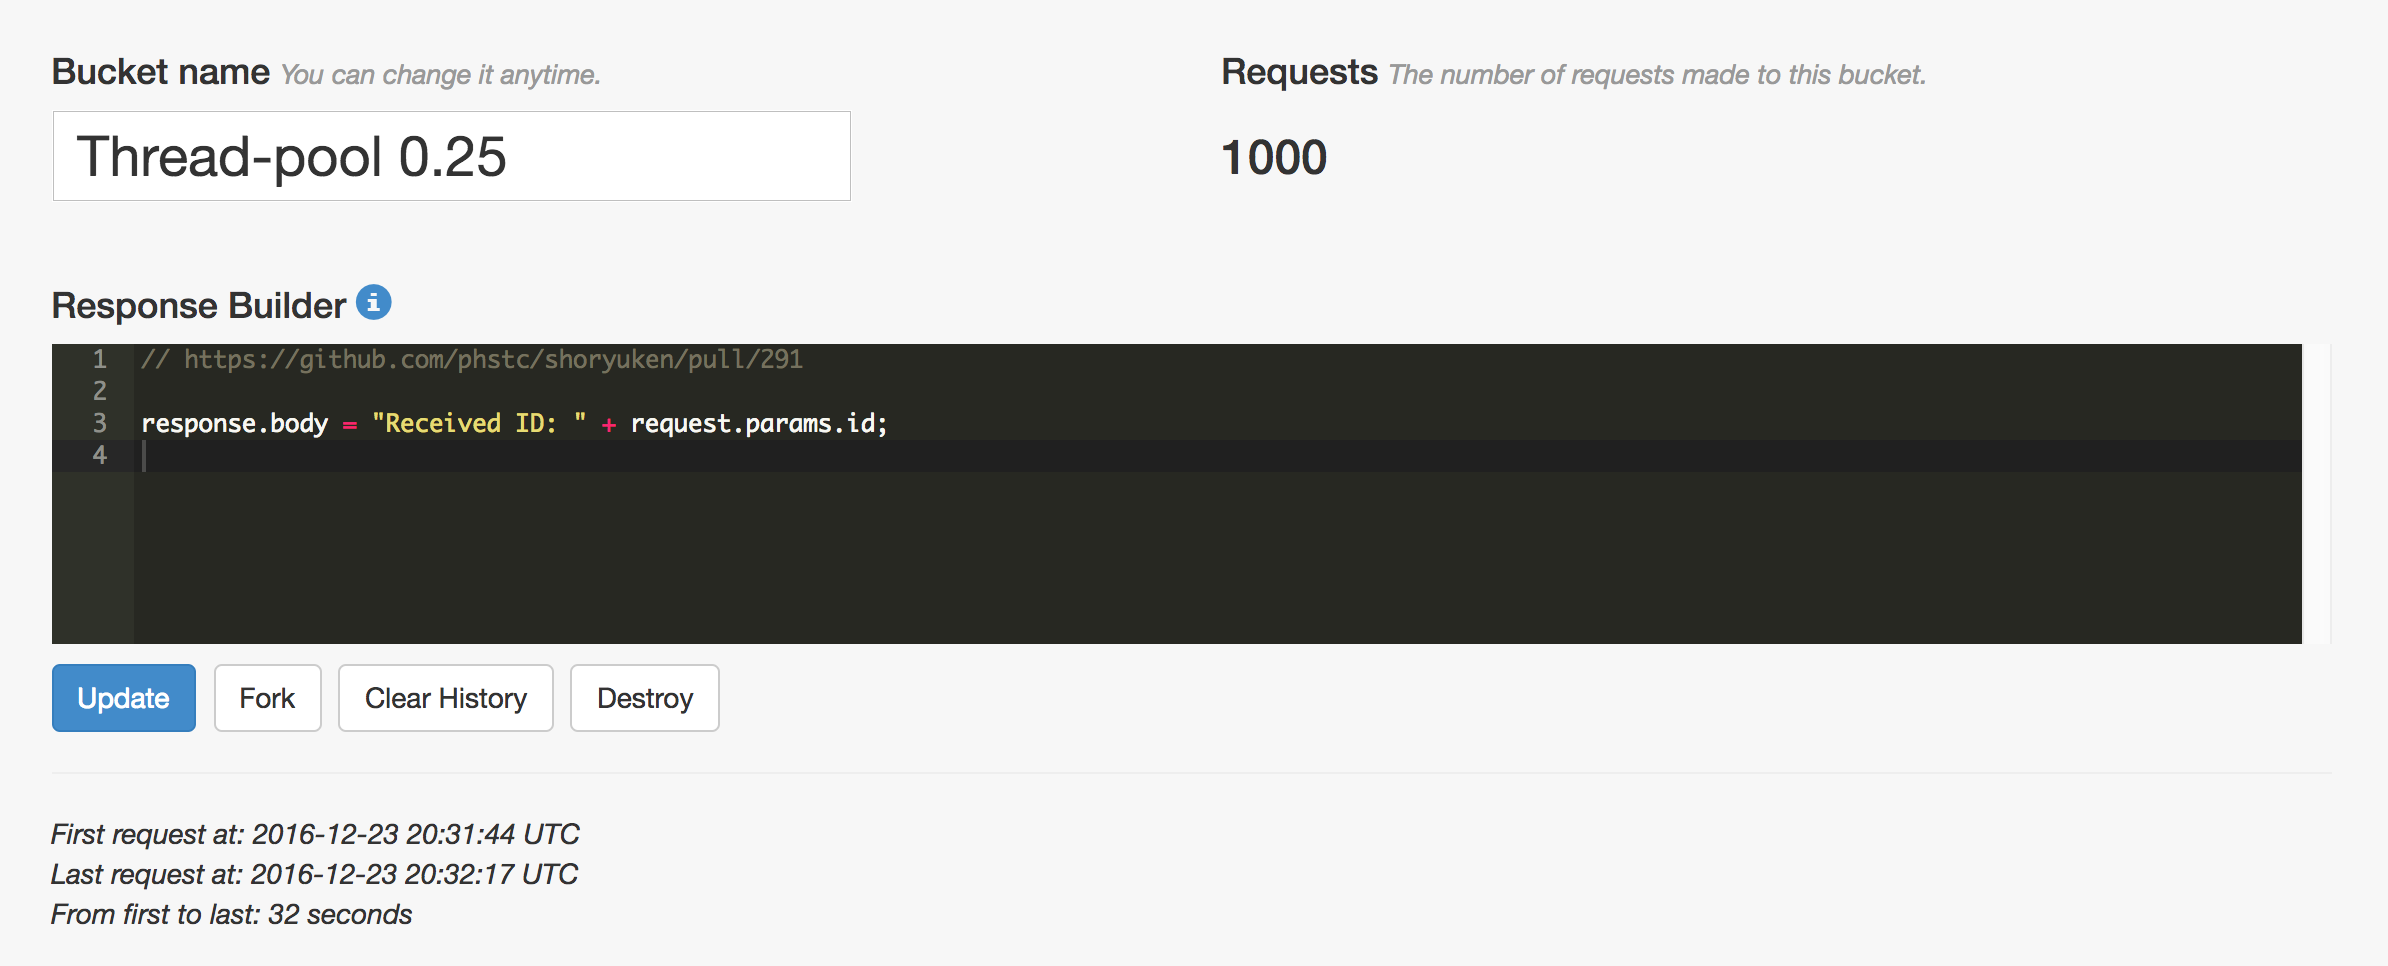 Bucket name You can change it anytime.
Thread-pool 0.25
Requests The number of requests made to this bucket.
1000
Response Builder
1 // https://github.com/phstc/shoryuken/pull/291
2
3 response.body = "Received ID: " + request.params.id;
4
Update Fork Clear History Destroy
First request at: 2016-12-23 20:31:44 UTC
Last request at: 2016-12-23 20:32:17 UTC
From first to last: 32 seconds